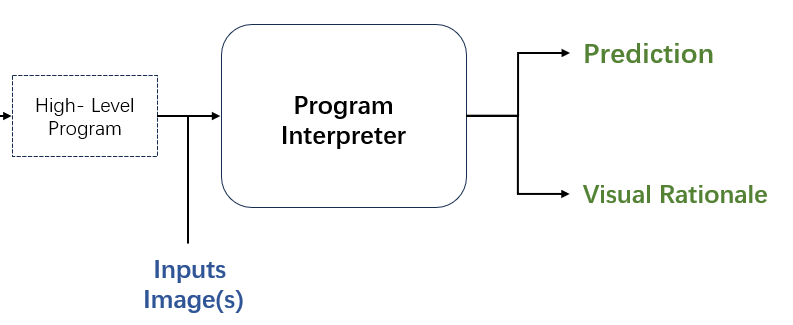 High- Level
Program
Program
Interpreter
Prediction
Visual Rationale
Inputs
Image(s)